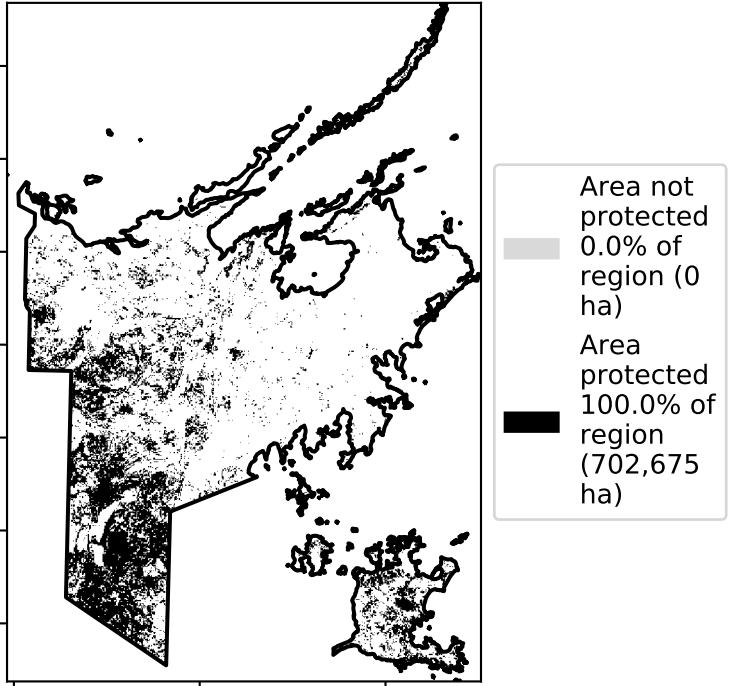 Area not
protected
0.0% of
region (0
ha)
Area
protected
100.0% of
region
(702,675
ha)